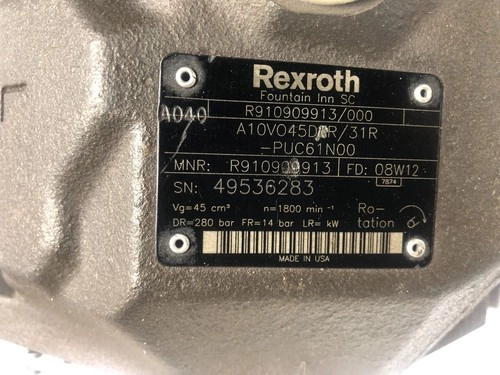 Rexroth
Fountain Inn SC
A040 R910909913/000
A10VO45DFR/31R
-PUC61N00
MNR: R910909913 FD: 08W12
SN: 49536283 7874
Vg=45 cm³ n=1800 min⁻¹ Ro-
DR=280 bar FR=14 bar LR= kW tation
MADE IN USA